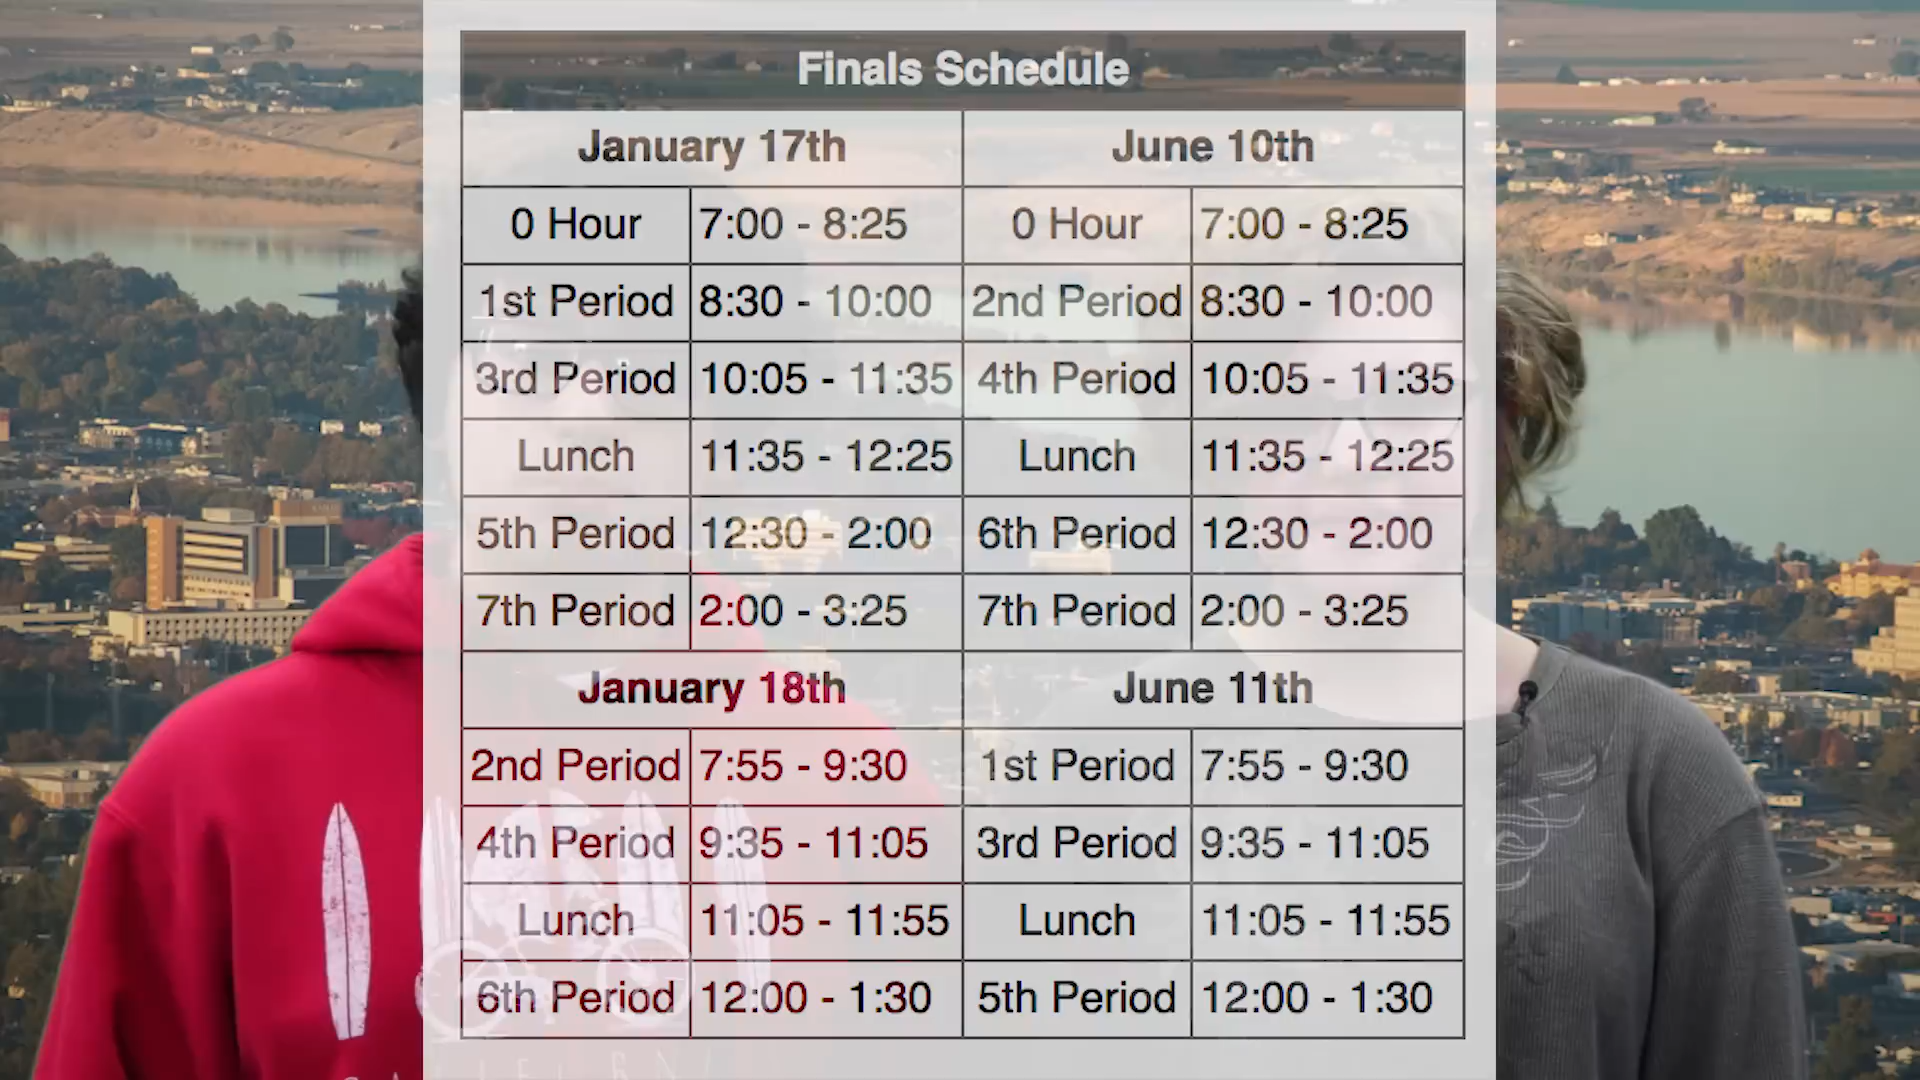 Finals Schedule
January 17th June 10th
0 Hour 7:00 - 8:25 0 Hour 7:00 - 8:25
1st Period 8:30 - 10:00 2nd Period 8:30 - 10:00
3rd Period 10:05 - 11:35 4th Period 10:05 - 11:35
Lunch 11:35 - 12:25 Lunch 11:35 - 12:25
5th Period 12:30 - 2:00 6th Period 12:30 - 2:00
7th Period 2:00 - 3:25 7th Period 2:00 - 3:25
January 18th June 11th
2nd Period 7:55 - 9:30 1st Period 7:55 - 9:30
4th Period 9:35 - 11:05 3rd Period 9:35 - 11:05
Lunch 11:05 - 11:55 Lunch 11:05 - 11:55
6th Period 12:00 - 1:30 5th Period 12:00 - 1:30